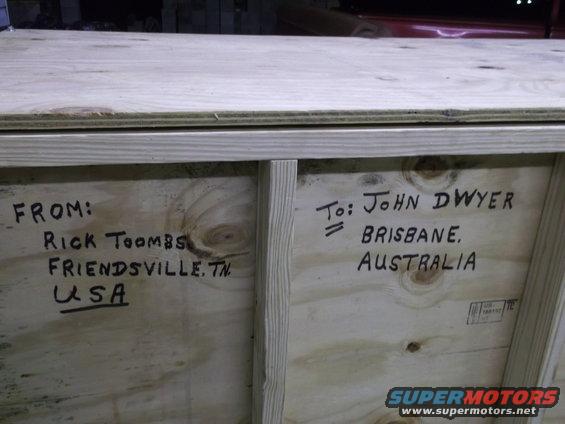 FROM:
RICK TOOMBS
FRIENDSVILLE, TN.
USA
TO: JOHN DWYER
BRISBANE,
AUSTRALIA
SUPERMOTORS
www.supermotors.net